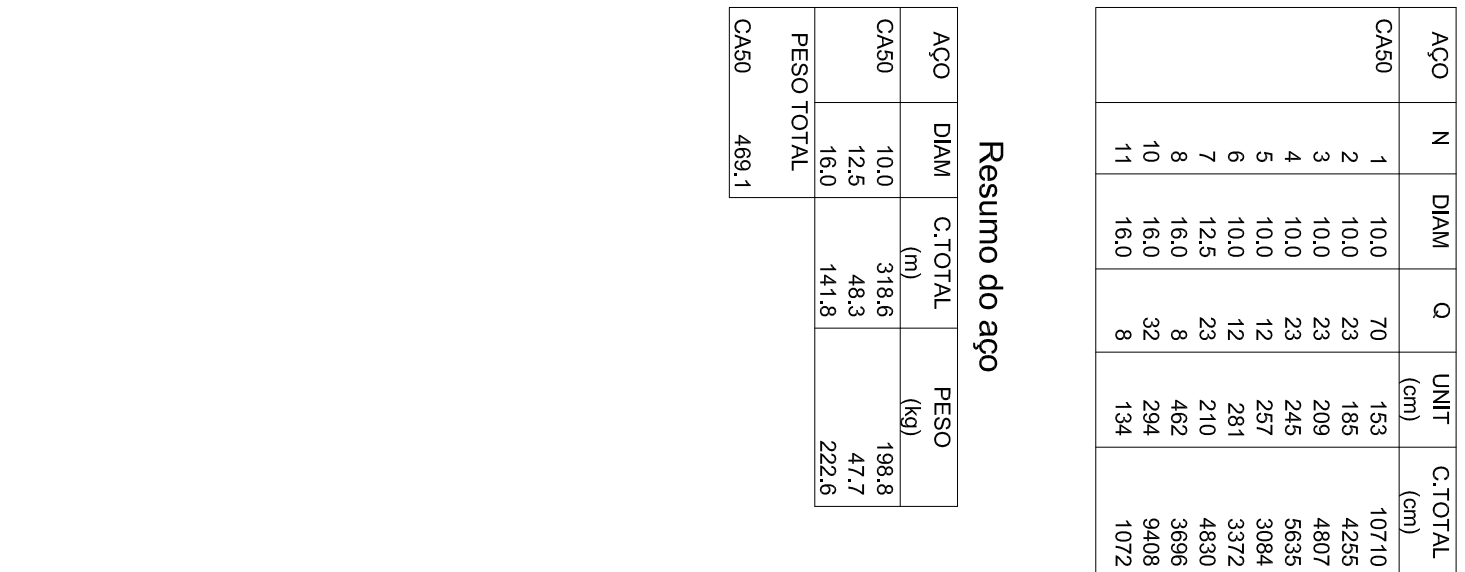 AÇO N DIAM Q UNIT (cm) C.TOTAL (cm)
CA50 1 10.0 70 153 10710
2 10.0 23 185 4255
3 10.0 23 209 4807
4 10.0 23 245 5635
5 10.0 12 257 3084
6 10.0 12 281 3372
7 12.5 23 210 4830
8 16.0 8 462 3696
10 16.0 32 294 9408
11 16.0 8 134 1072
Resumo do aço
AÇO DIAM C.TOTAL (m) PESO (kg)
CA50 10.0 318.6 198.8
12.5 48.3 47.7
16.0 141.8 222.6
PESO TOTAL
CA50 469.1